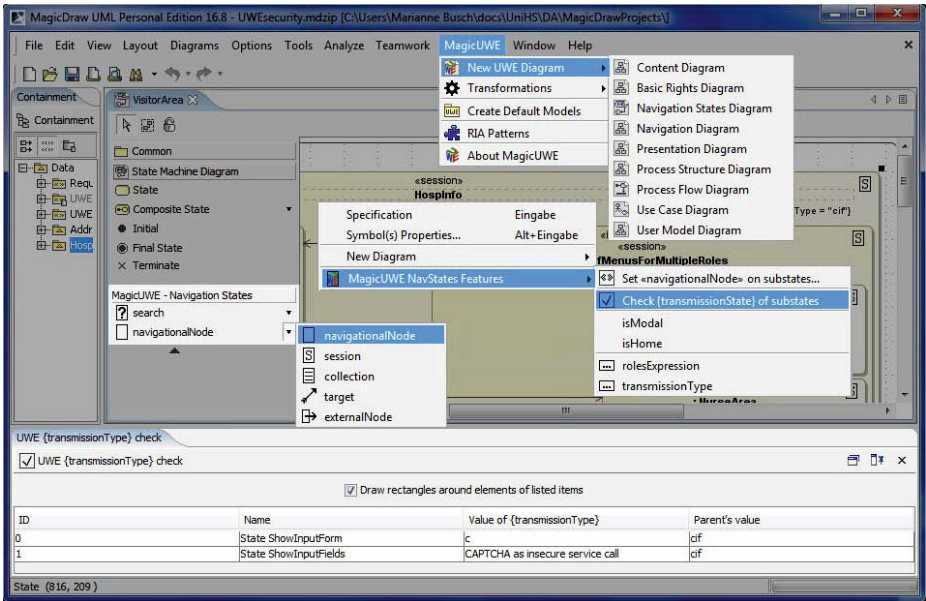 MagicDraw UML Personal Edition 16.8 - UWEsecurity.mdzip [C:\Users\Marianne Busch\docs\UniHS\DA\MagicDrawProjects\]
File Edit View Layout Diagrams Options Tools Analyze Teamwork MagicUWE Window Help
New UWE Diagram
Transformations
Create Default Models
RIA Patterns
About MagicUWE
Content Diagram
Basic Rights Diagram
Navigation States Diagram
Navigation Diagram
Presentation Diagram
Process Structure Diagram
Process Flow Diagram
Use Case Diagram
User Model Diagram
Containment
Containment
Data
Requ
UWE
UWE
Addr
Hosp
VisitorArea
Common
State Machine Diagram
State
Composite State
Initial
Final State
Terminate
MagicUWE - Navigation States
search
navigationalNode
navigationalNode
session
collection
target
externalNode
«session»
HospInfo
Type = "cif"}
«session»
fMenusForMultipleRoles
Specification Eingabe
Symbol(s) Properties... Alt+Eingabe
New Diagram
MagicUWE NavStates Features
Set «navigationalNode» on substates...
Check {transmissionState} of substates
isModal
isHome
rolesExpression
transmissionType
: NurseArea
UWE {transmissionType} check
UWE {transmissionType} check
Draw rectangles around elements of listed items
ID Name Value of {transmissionType} Parent's value
0 State ShowInputForm c cif
1 State ShowInputFields CAPTCHA as insecure service call cif
State (816, 209 )